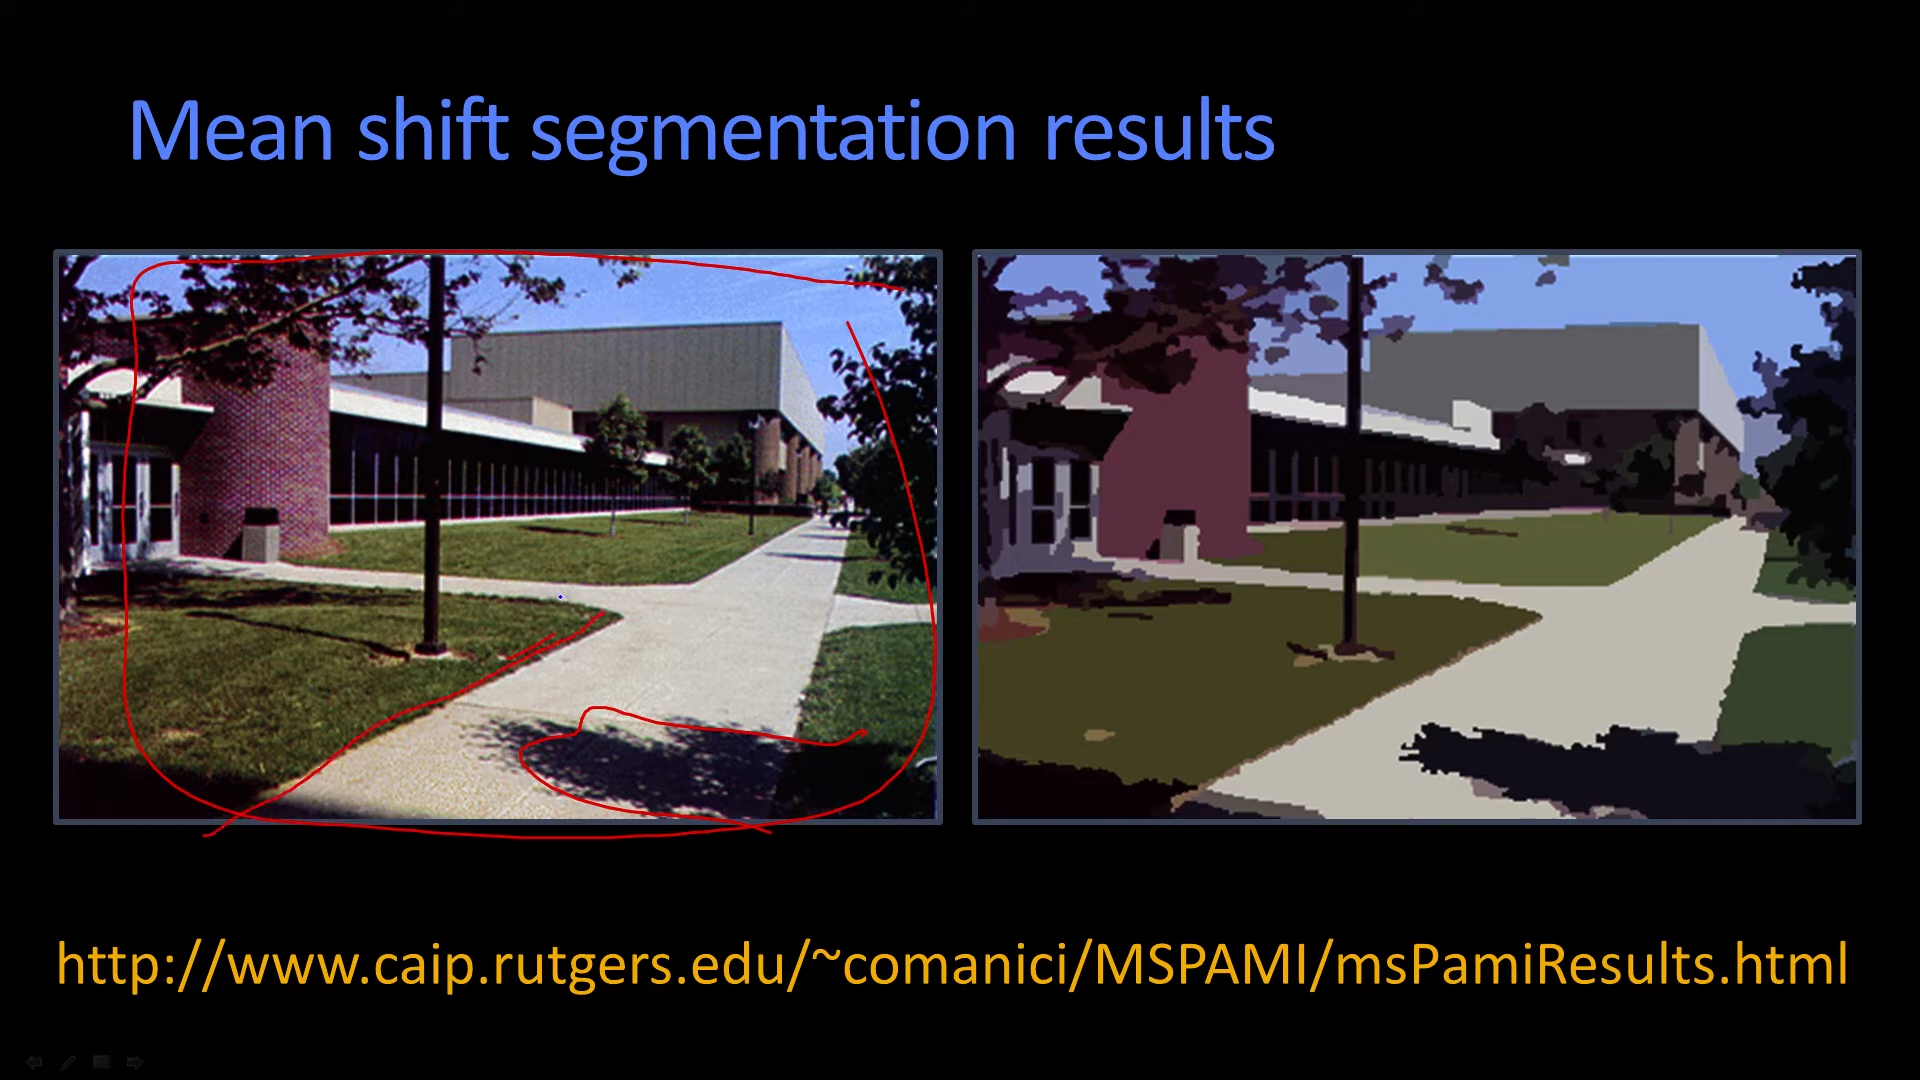 Mean shift segmentation results
http://www.caip.rutgers.edu/~comanici/MSPAMI/msPamiResults.html